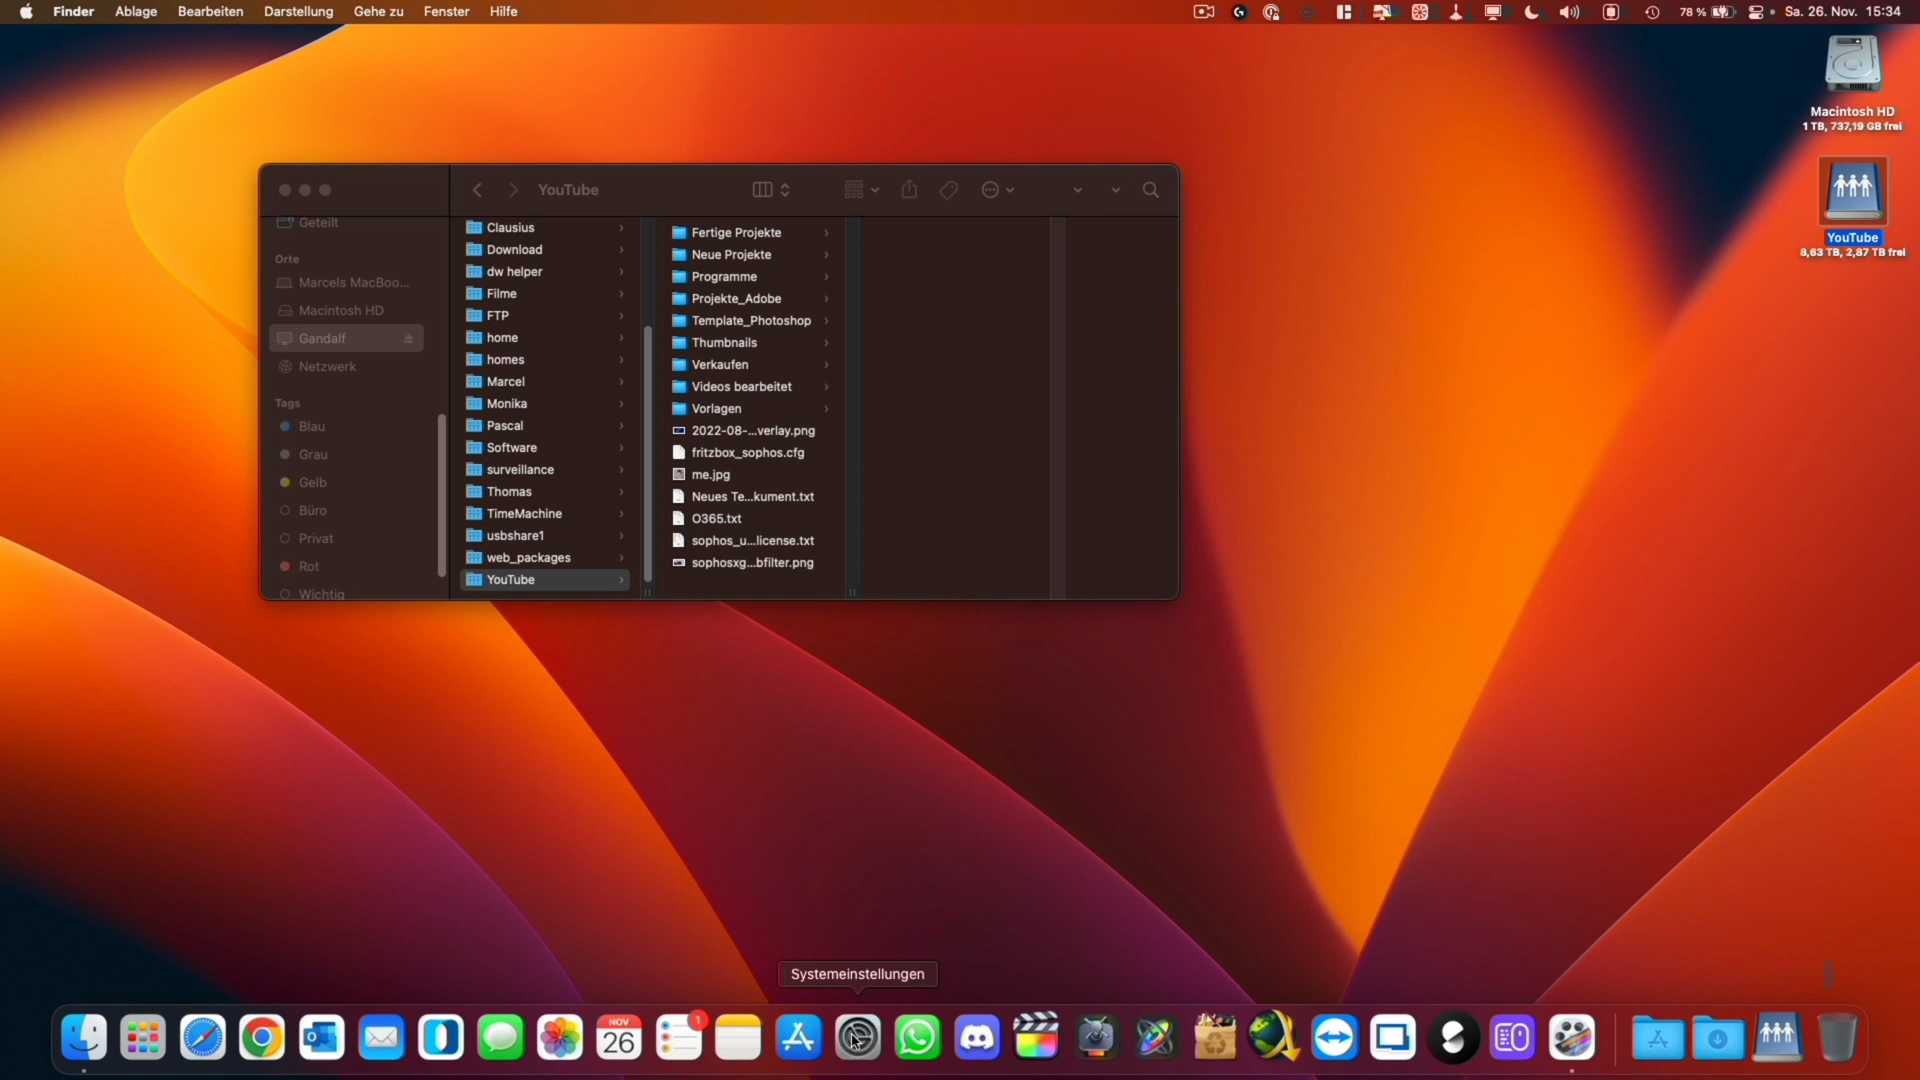 Finder Ablage Bearbeiten Darstellung Gehe zu Fenster Hilfe
78 % Sa. 26. Nov. 15:34
Macintosh HD
1 TB, 737,19 GB frei
YouTube
8,63 TB, 2,87 TB frei
YouTube
Geteilt
Orte
Marcels MacBoo...
Macintosh HD
Gandalf
Netzwerk
Tags
Blau
Grau
Gelb
Büro
Privat
Rot
Wichtig
Clausius
Download
dw helper
Filme
FTP
home
homes
Marcel
Monika
Pascal
Software
surveillance
Thomas
TimeMachine
usbshare1
web_packages
YouTube
Fertige Projekte
Neue Projekte
Programme
Projekte_Adobe
Template_Photoshop
Thumbnails
Verkaufen
Videos bearbeitet
Vorlagen
2022-08-...verlay.png
fritzbox_sophos.cfg
me.jpg
Neues Te...kument.txt
O365.txt
sophos_u...license.txt
sophosxg...bfilter.png
Systemeinstellungen
NOV
26
1